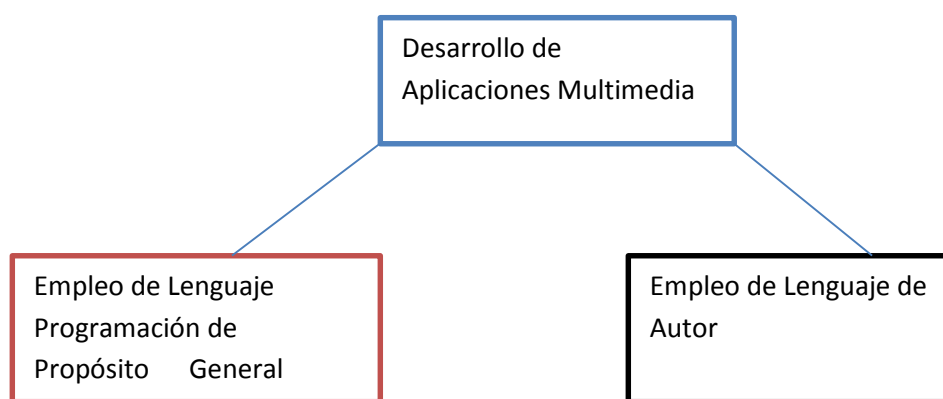 Desarrollo de
Aplicaciones Multimedia
Empleo de Lenguaje
Programación de
Propósito General
Empleo de Lenguaje de
Autor